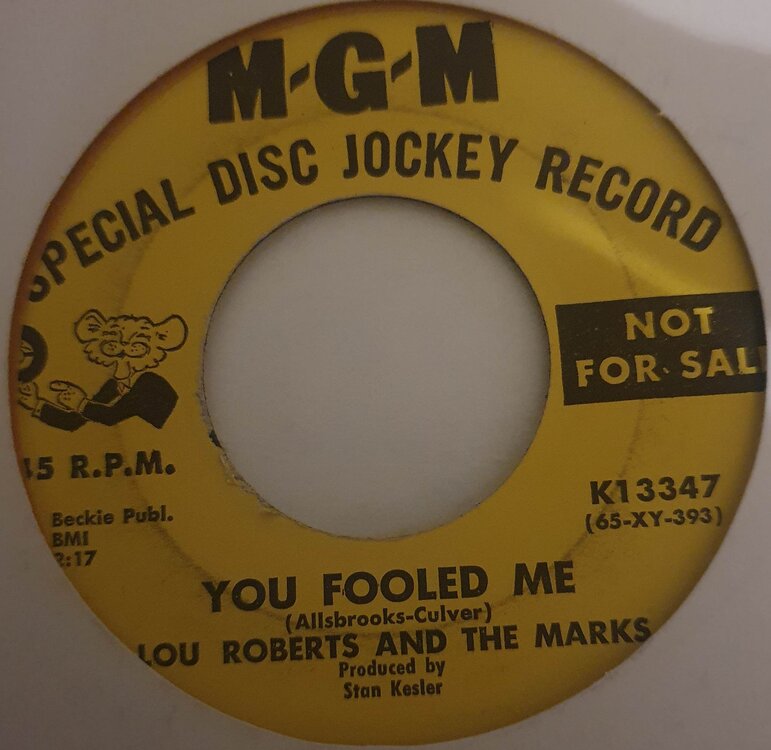 M-G-M
SPECIAL DISC JOCKEY RECORD
NOT
FOR SAL
45 R.P.M.
Beckie Publ.
BMI
2:17
K13347
(65-XY-393)
YOU FOOLED ME
(Allsbrooks-Culver)
LOU ROBERTS AND THE MARKS
Produced by
Stan Kesler